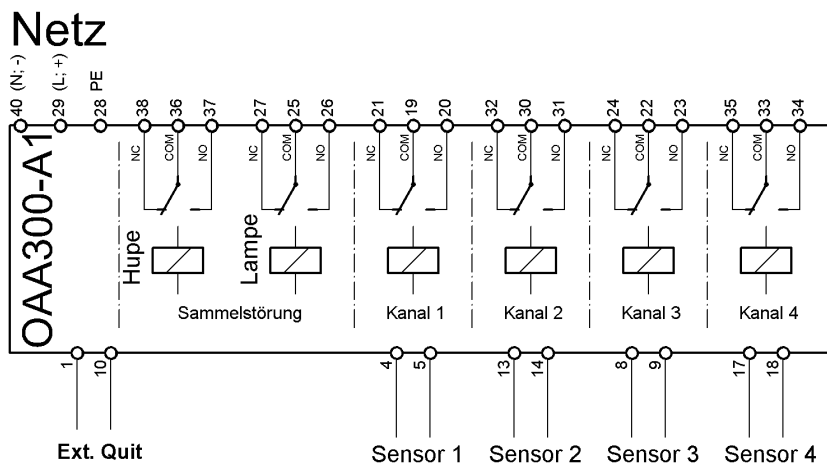 Netz
40 (N; -)
29 (L; +)
28 PE
38 36 37 27 25 26 21 19 20 32 30 31 24 22 23 35 33 34
NC COM NO NC COM NO NC COM NO NC COM NO NC COM NO NC COM NO
OAA300-A1
Hupe
Lampe
Sammelstörung Kanal 1 Kanal 2 Kanal 3 Kanal 4
1 10 4 5 13 14 8 9 17 18
Ext. Quit Sensor 1 Sensor 2 Sensor 3 Sensor 4